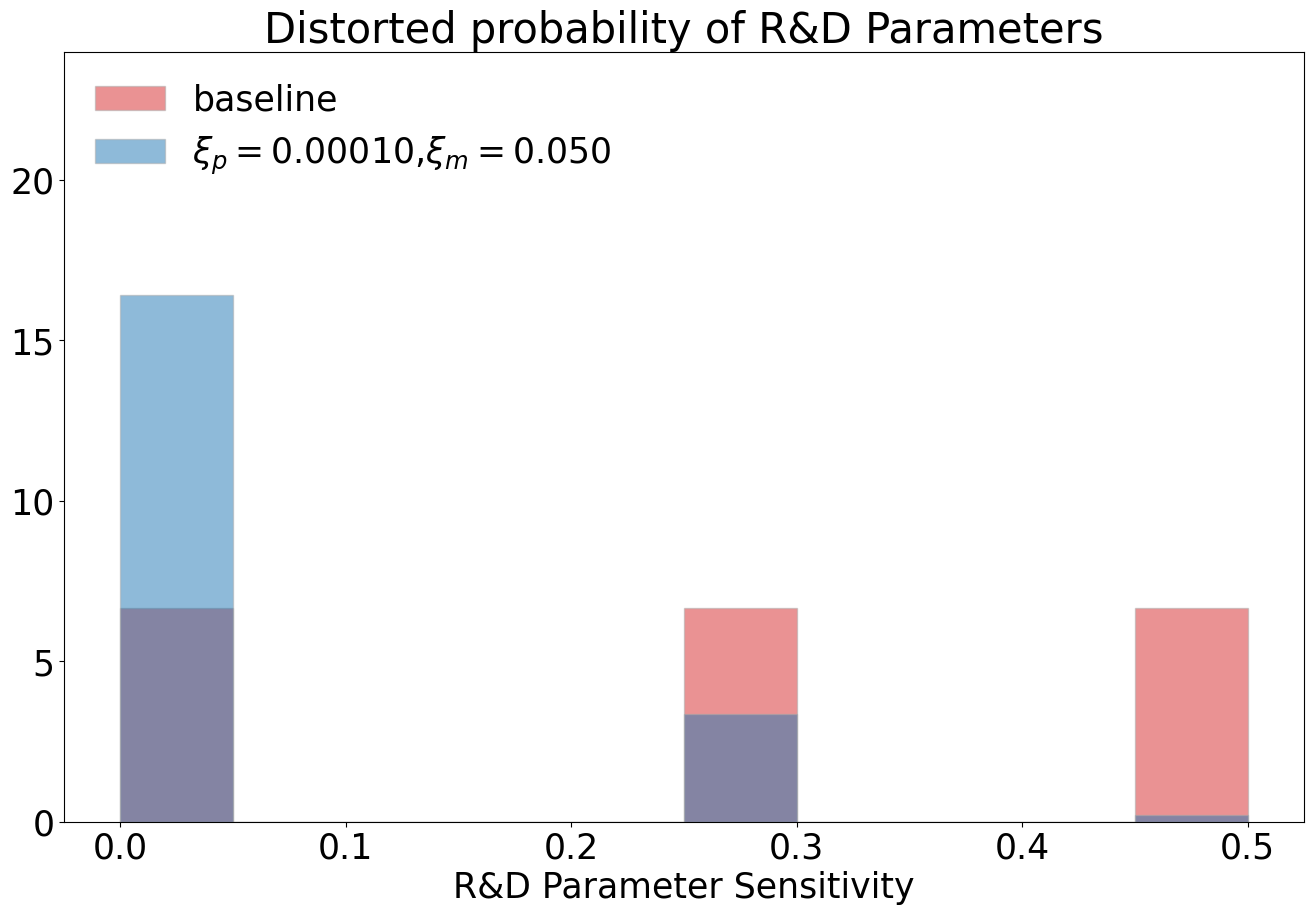 Distorted probability of R&D Parameters
baseline
ξₚ = 0.00010,ξₘ = 0.050
20
15
10
5
0
0.0 0.1 0.2 0.3 0.4 0.5
R&D Parameter Sensitivity